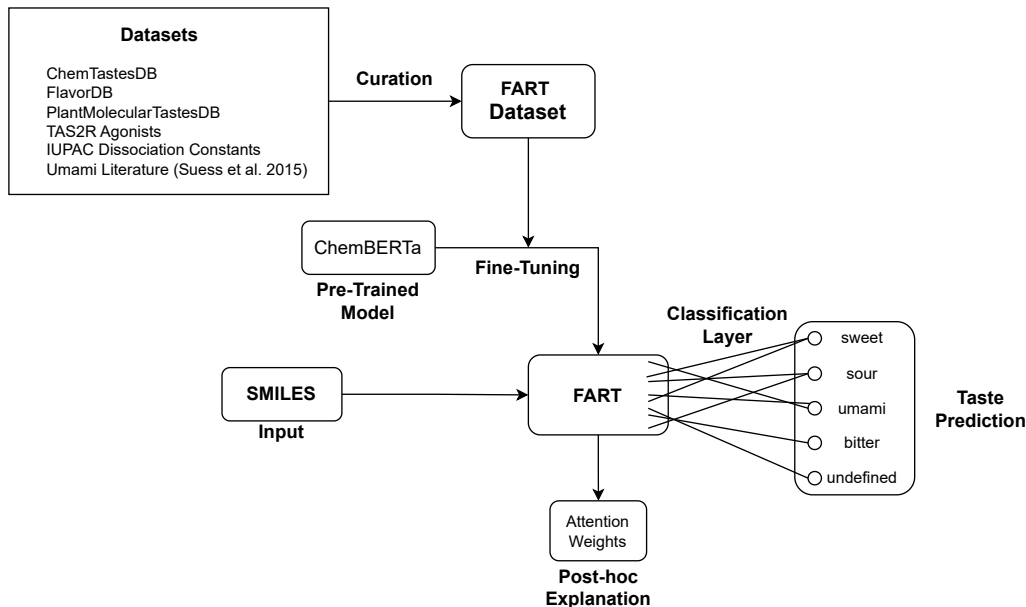 Datasets
ChemTastesDB
FlavorDB
PlantMolecularTastesDB
TAS2R Agonists
IUPAC Dissociation Constants
Umami Literature (Suess et al. 2015)
Curation
FART
Dataset
ChemBERTa
Pre-Trained
Model
Fine-Tuning
SMILES
Input
FART
Classification
Layer
sweet
sour
umami
bitter
undefined
Taste
Prediction
Attention
Weights
Post-hoc
Explanation